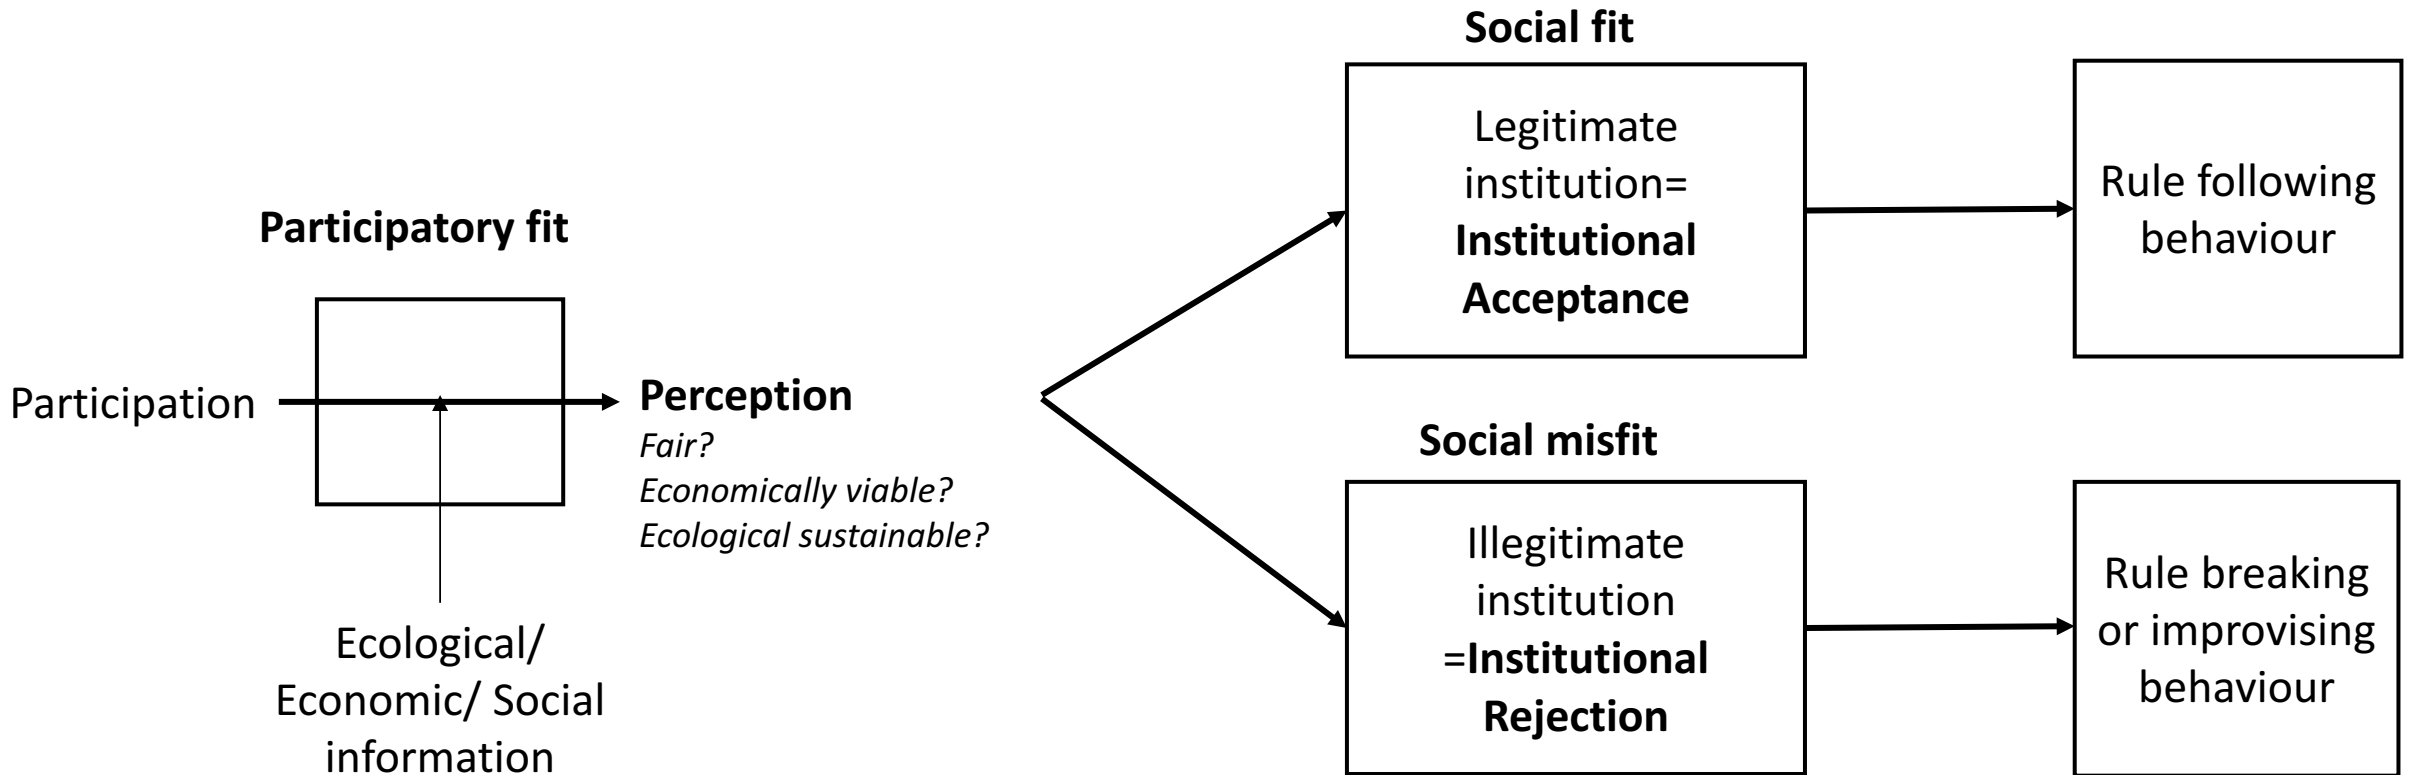 Participatory fit
Participation
Ecological/
Economic/ Social
information
Perception
Fair?
Economically viable?
Ecological sustainable?
Social fit
Legitimate
institution=
Institutional
Acceptance
Rule following
behaviour
Social misfit
Illegitimate
institution
=Institutional
Rejection
Rule breaking
or improvising
behaviour